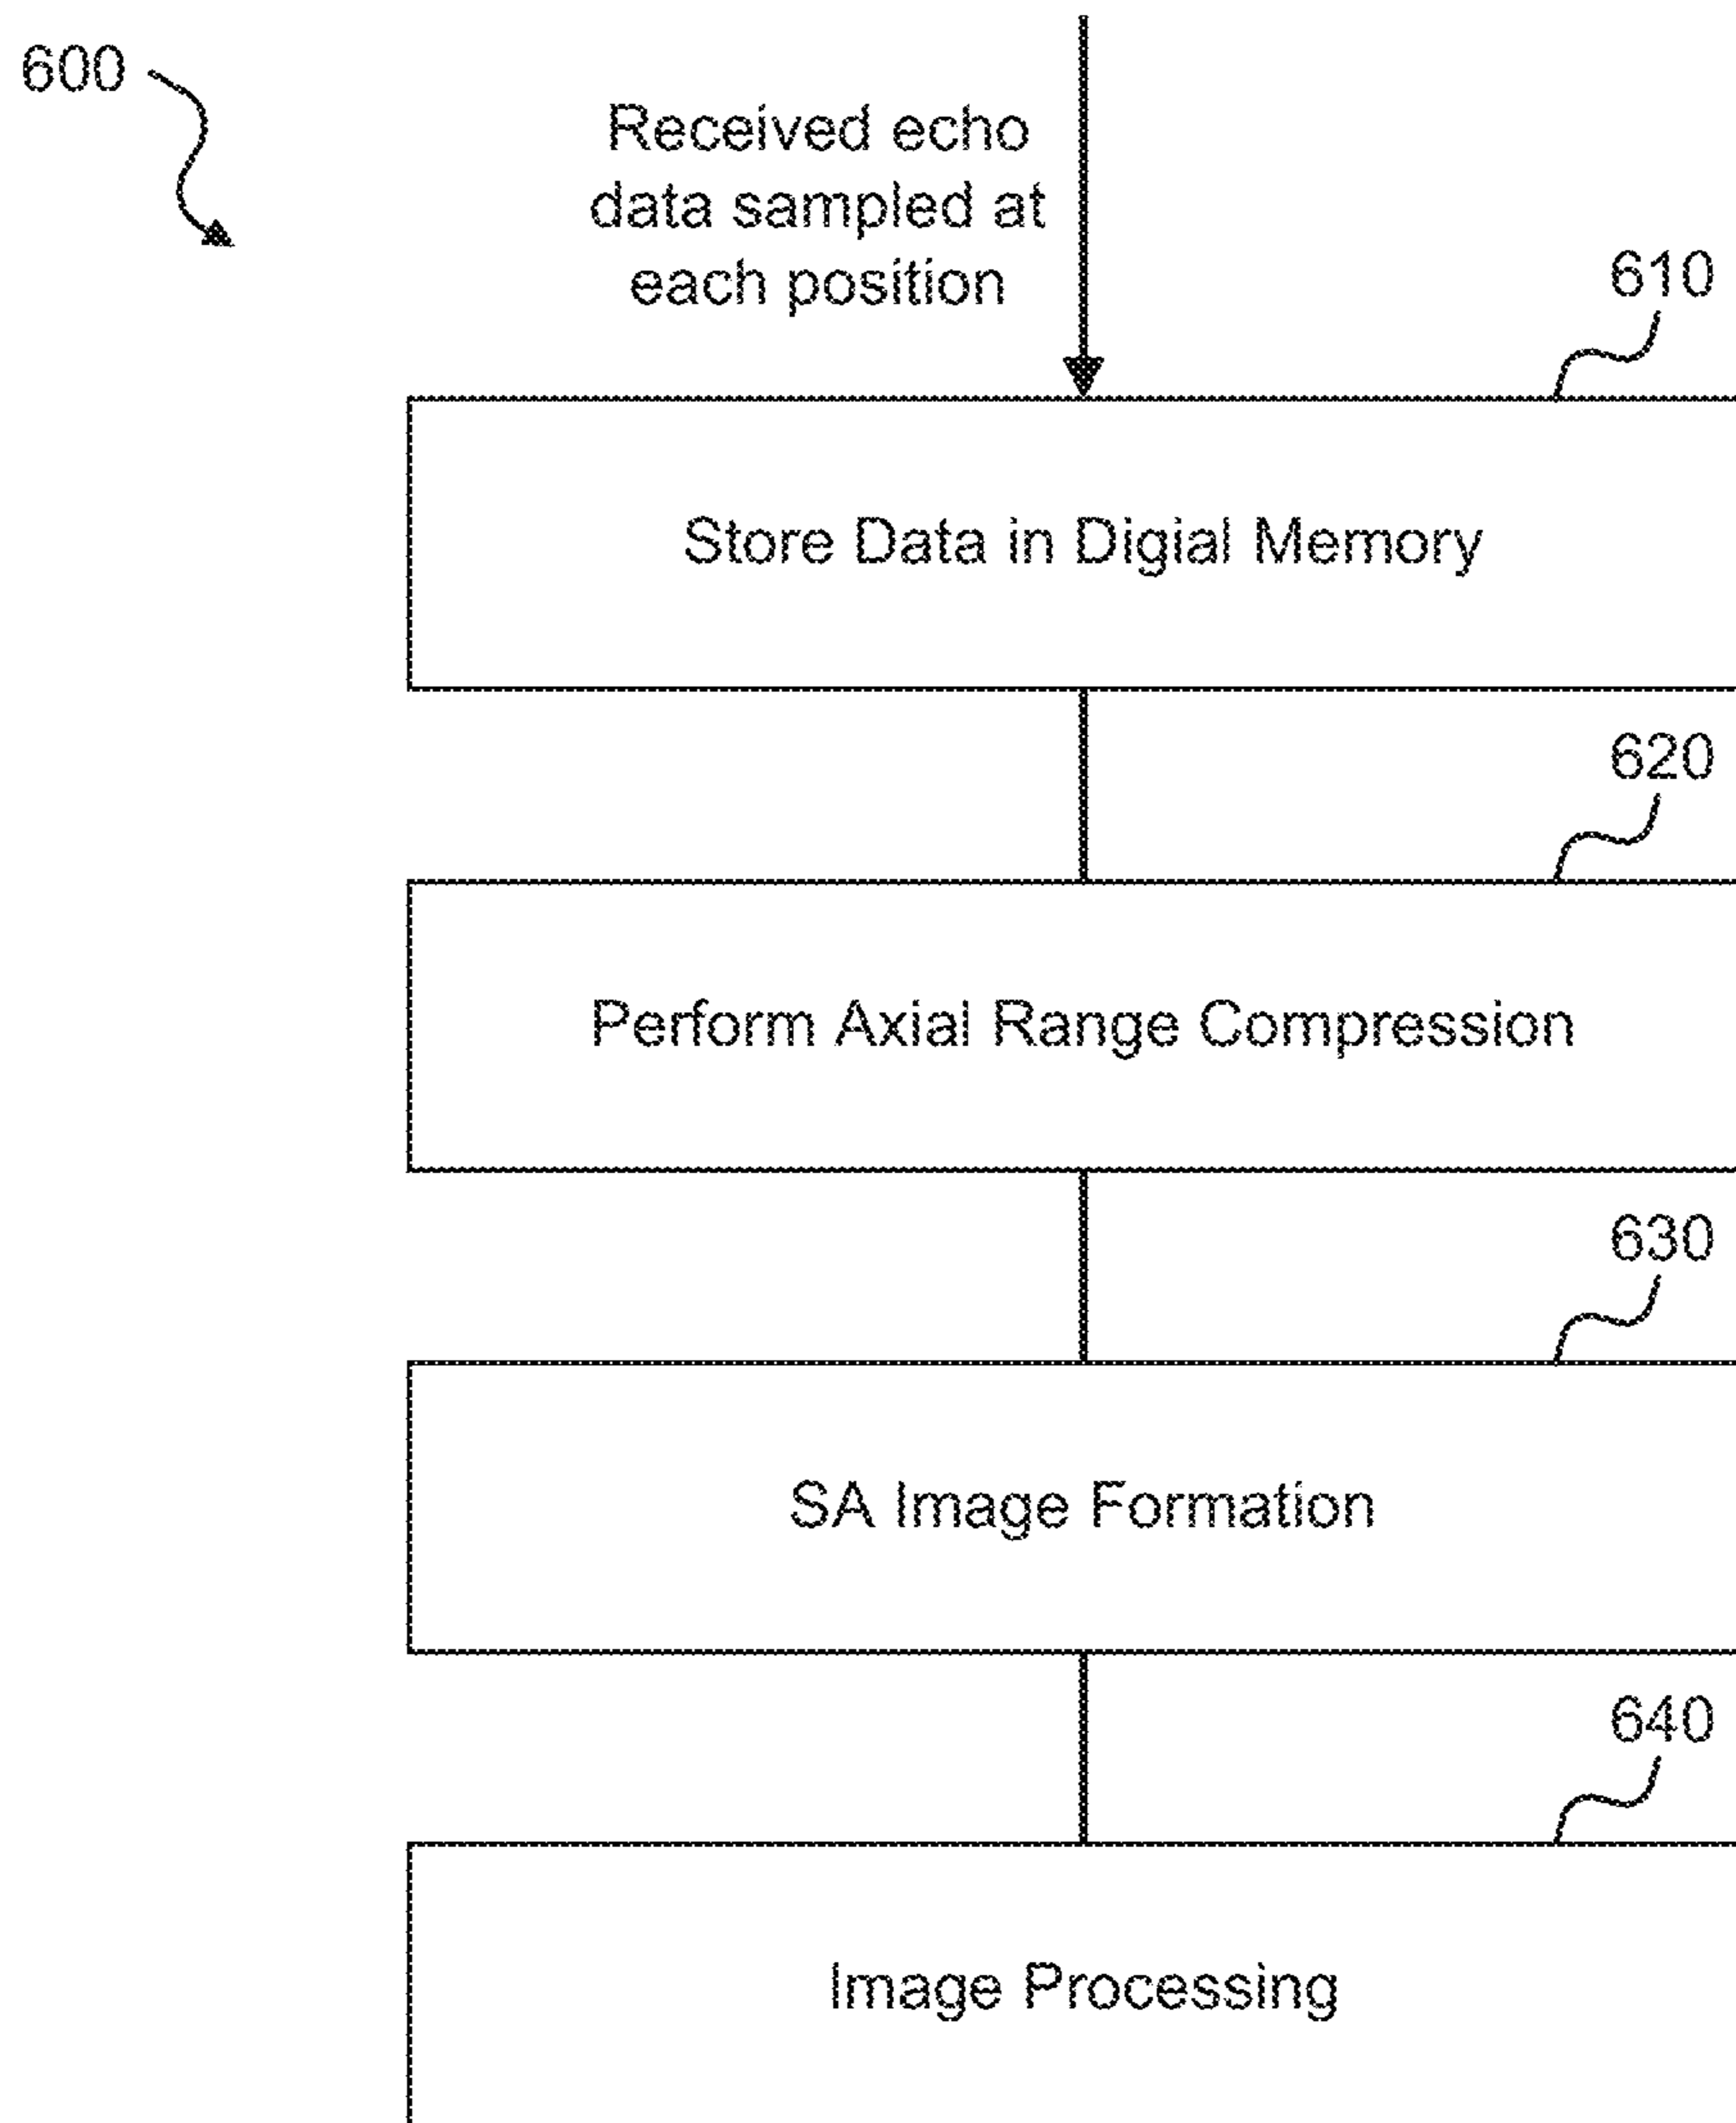 600
Received echo
data sampled at
each position
610
Store Data in Digial Memory
620
Perform Axial Range Compression
630
SA Image Formation
640
Image Processing